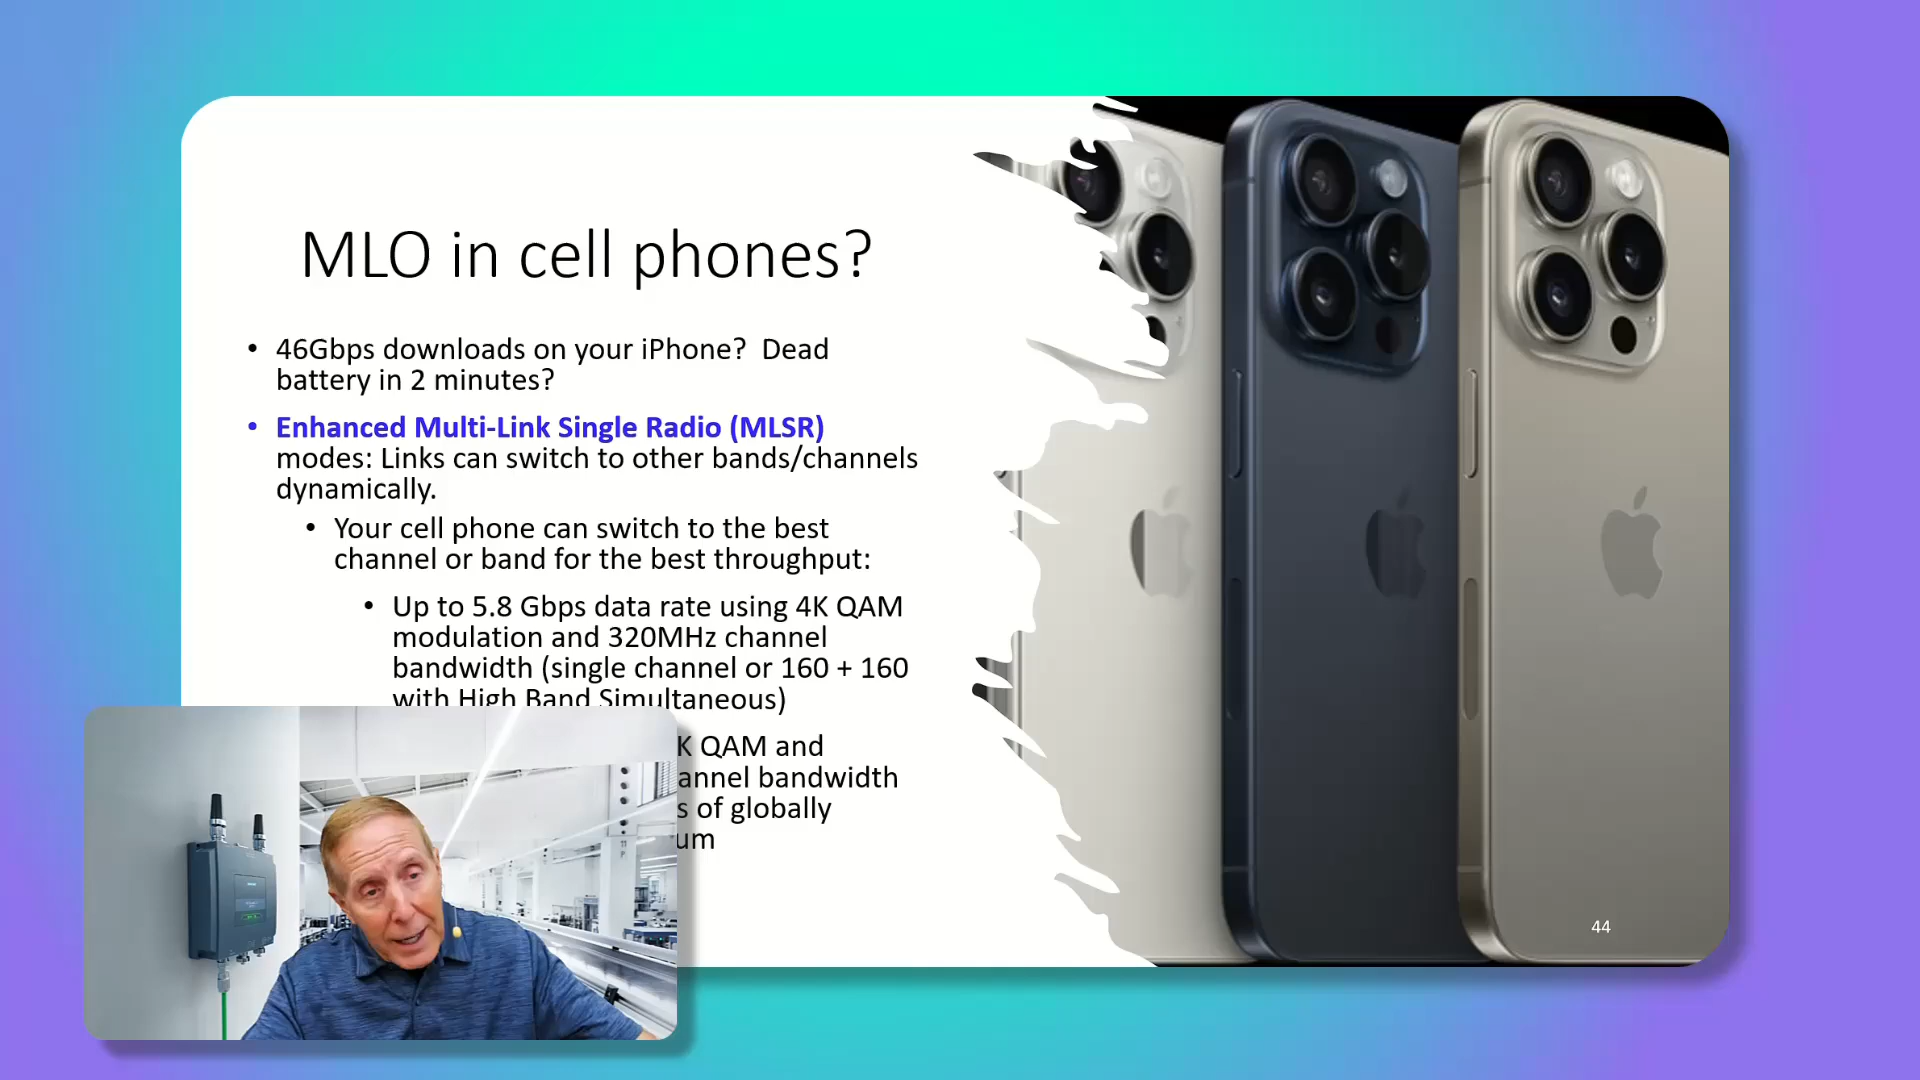 MLO in cell phones?
• 46Gbps downloads on your iPhone?  Dead
battery in 2 minutes?
• Enhanced Multi-Link Single Radio (MLSR)
modes: Links can switch to other bands/channels
dynamically.
• Your cell phone can switch to the best
channel or band for the best throughput:
• Up to 5.8 Gbps data rate using 4K QAM
modulation and 320MHz channel
bandwidth (single channel or 160 + 160
with High Band Simultaneous)
K QAM and
annel bandwidth
s of globally
um
44